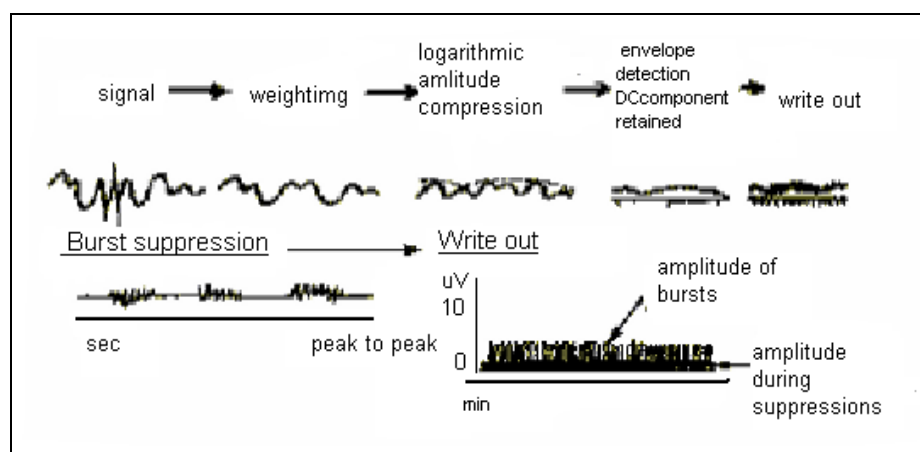 signal
weightimg
logarithmic
amlitude
compression
envelope
detection
DCcomponent
retained
write out
Burst suppression
Write out
uV
10
0
amplitude of
bursts
sec
peak to peak
min
amplitude
during
suppressions